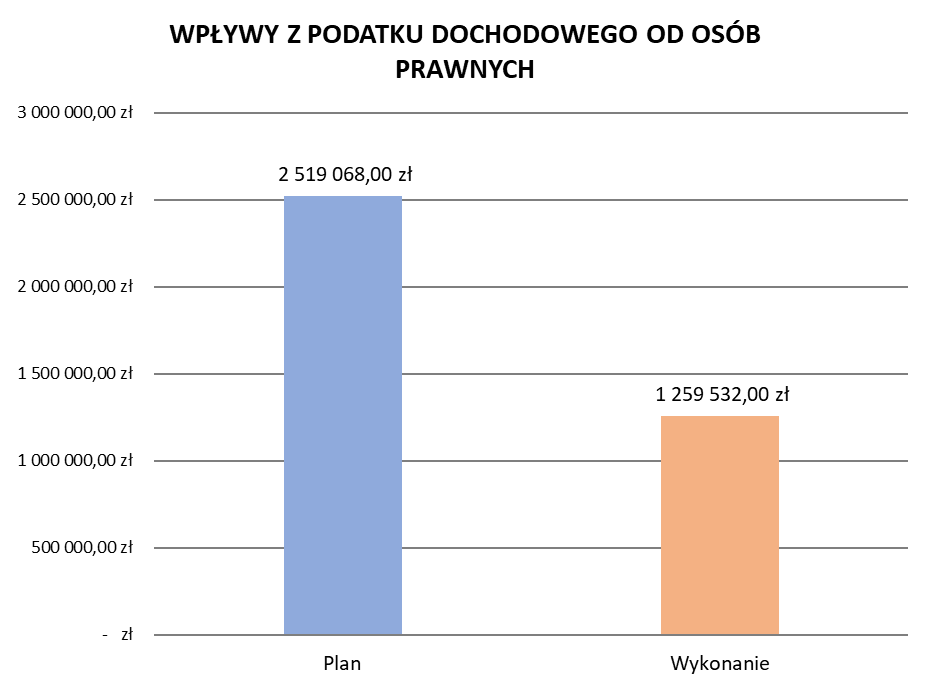 WPŁYWY Z PODATKU DOCHODOWEGO OD OSÓB
PRAWNYCH
3 000 000,00 zł
2 519 068,00 zł
2 500 000,00 zł
2 000 000,00 zł
1 500 000,00 zł
1 259 532,00 zł
1 000 000,00 zł
500 000,00 zł
- zł
Plan
Wykonanie